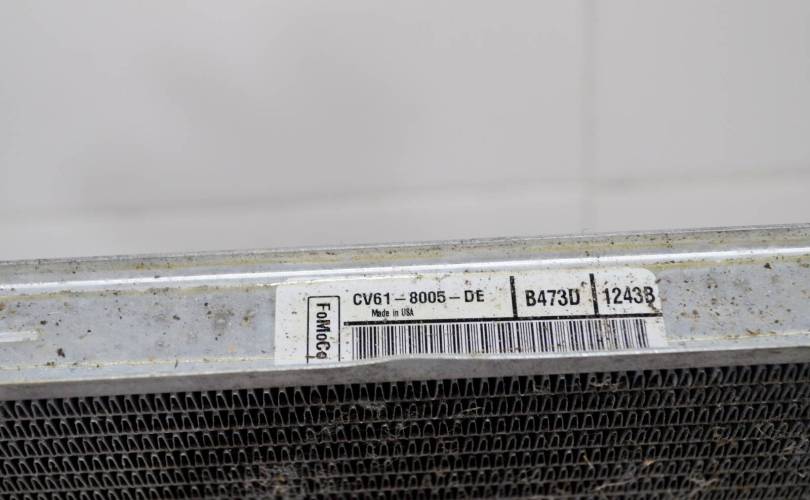 FoMoCo
CV61-8005-DE B473D 1243B
Made in USA